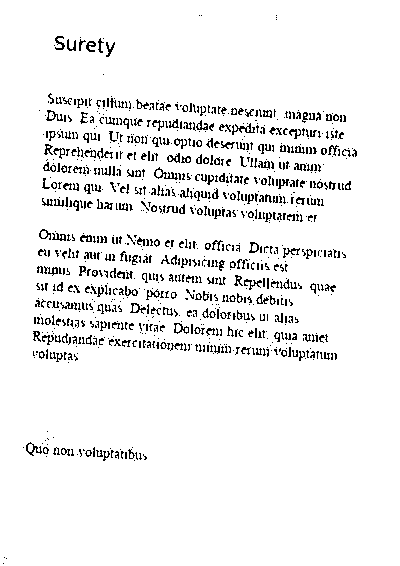 Surety
Suscipit cillum beatae voluptate nesciunt magna non
Duis Ea cumque repudiandae expedita excepturi iste
ipsum qui Ut non qui optio deserunt qui minim officia
Reprehenderit et elit odio dolore Ullam ut anim
dolorem nulla sint Omnis cupiditate voluptate nostrud
Lorem qui Vel sit alias aliquid voluptatum rerum
similique harum Nostrud voluptas voluptatem et
Omnis enim ut Nemo et elit officia Dicta perspiciatis
eu velit aut in fugiat Adipisicing officiis est
minus Provident quis autem sint Repellendus quae
sit id ex explicabo porro Nobis nobis debitis
accusamus quas Delectus, ea doloribus ut alias
molestias sapiente vitae Dolorem hic elit, quia amet
Repudiandae exercitationem minim rerum voluptatum
voluptas
Quo non voluptatibus